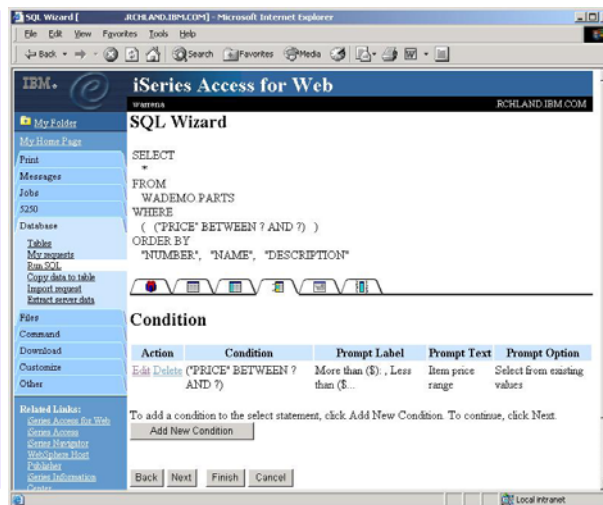 SQL Wizard [ .RCHLAND.IBM.COM] - Microsoft Internet Explorer
File Edit View Favorites Tools Help
Back Search Favorites Media
IBM. iSeries Access for Web
warrena RCHLAND.IBM.COM
My Folder
My Home Page
Print
Messages
Jobs
5250
Database
Tables
My requests
Run SQL
Copy data to table
Import request
Extract server data
Files
Command
Download
Customize
Other
Related Links:
iSeries Access for Web
iSeries Access
iSeries Navigator
WebSphere Host
Publisher
iSeries Information
Center
SQL Wizard
SELECT
*
FROM
WADEMO.PARTS
WHERE
( ("PRICE" BETWEEN ? AND ?) )
ORDER BY
"NUMBER", "NAME", "DESCRIPTION"
Condition
Action Condition Prompt Label Prompt Text Prompt Option
Edit Delete ("PRICE" BETWEEN ? More than ($): , Less Item price Select from existing
AND ?) than ($... range values
To add a condition to the select statement, click Add New Condition. To continue, click Next.
Add New Condition
Back Next Finish Cancel
Local intranet